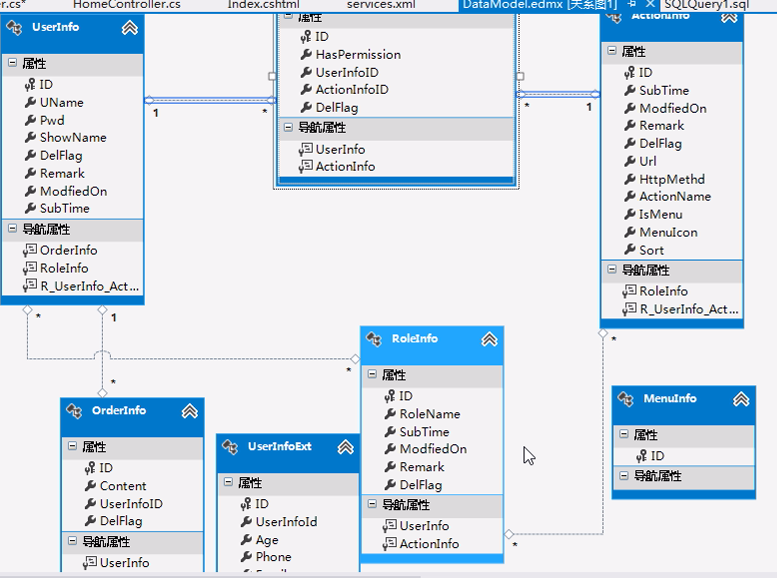 er.cs*
HomeController.cs
Index.cshtml
services.xml
DataModel.edmx [关系图1]
SQLQuery1.sql
UserInfo
属性
ID
UName
Pwd
ShowName
DelFlag
Remark
ModfiedOn
SubTime
导航属性
OrderInfo
RoleInfo
R_UserInfo_Act...
1
*
属性
ID
HasPermission
UserInfoID
ActionInfoID
DelFlag
导航属性
UserInfo
ActionInfo
*
1
ActionInfo
属性
ID
SubTime
ModfiedOn
Remark
DelFlag
Url
HttpMethd
ActionName
IsMenu
MenuIcon
Sort
导航属性
RoleInfo
R_UserInfo_Act...
*
1
*
*
*
OrderInfo
属性
ID
Content
UserInfoID
DelFlag
导航属性
UserInfo
UserInfoExt
属性
ID
UserInfoId
Age
Phone
RoleInfo
属性
ID
RoleName
SubTime
ModfiedOn
Remark
DelFlag
导航属性
UserInfo
ActionInfo
*
MenuInfo
属性
ID
导航属性